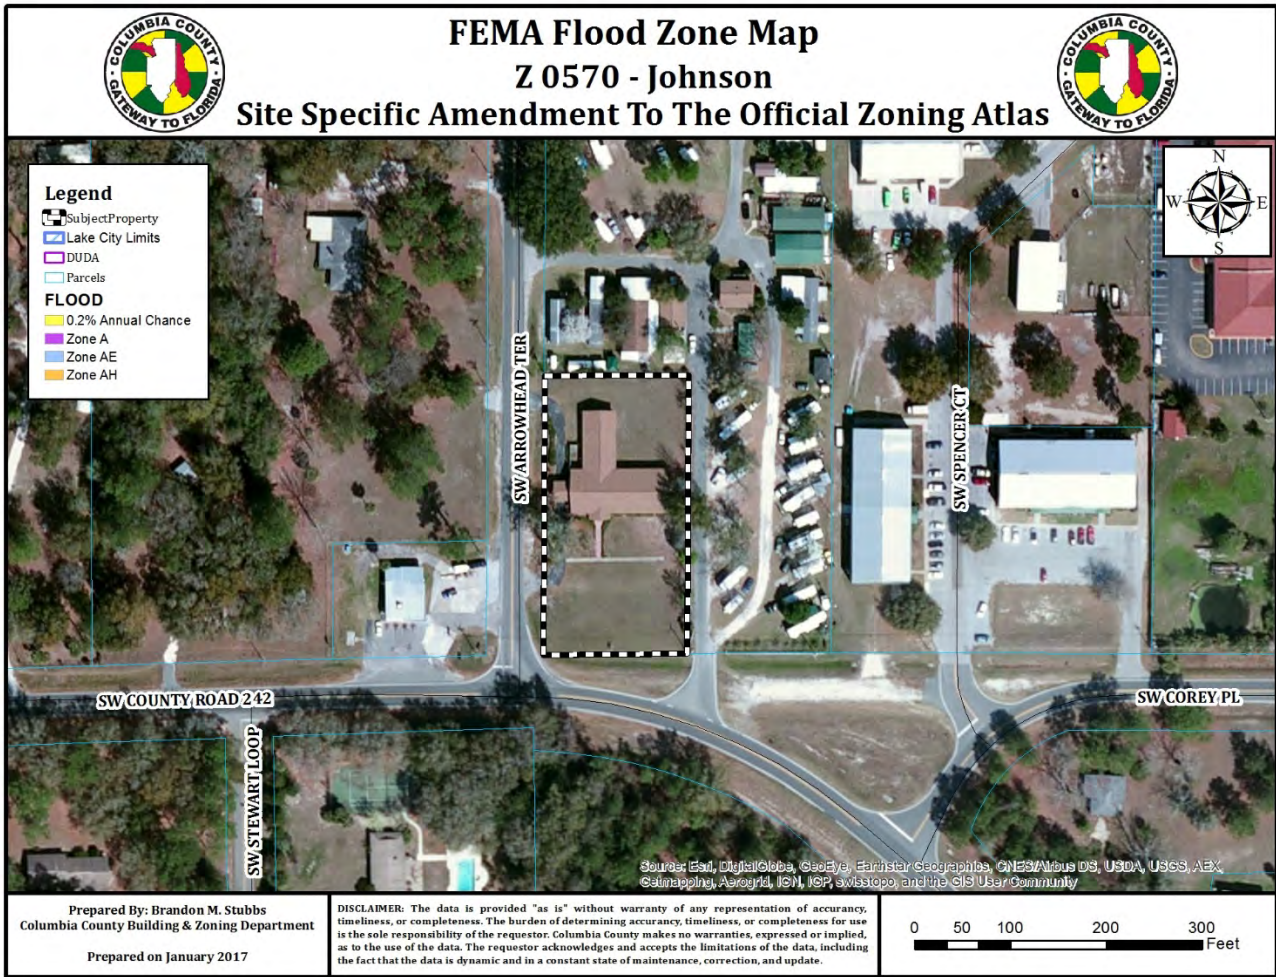 FEMA Flood Zone Map
Z 0570 - Johnson
Site Specific Amendment To The Official Zoning Atlas
COLUMBIA COUNTY
GATEWAY TO FLORIDA
COLUMBIA COUNTY
GATEWAY TO FLORIDA
Legend
SubjectProperty
Lake City Limits
DUDA
Parcels
FLOOD
0.2% Annual Chance
Zone A
Zone AE
Zone AH
N
W E
S
SW ARROWHEAD TER
SW SPENCER CT
SW COUNTY ROAD 242
SW COREY PL
SW STEWART LOOP
Source: Esri, DigitalGlobe, GeoEye, Earthstar Geographics, CNES/Airbus DS, USDA, USGS, AEX,
Getmapping, Aerogrid, IGN, IGP, swisstopo, and the GIS User Community
Prepared By: Brandon M. Stubbs
Columbia County Building & Zoning Department
Prepared on January 2017
DISCLAIMER: The data is provided "as is" without warranty of any representation of accuracy,
timeliness, or completeness. The burden of determining accuracy, timeliness, or completeness for use
is the sole responsibility of the requestor. Columbia County makes no warranties, expressed or implied,
as to the use of the data. The requestor acknowledges and accepts the limitations of the data, including
the fact that the data is dynamic and in a constant state of maintenance, correction, and update.
0 50 100 200 300
Feet